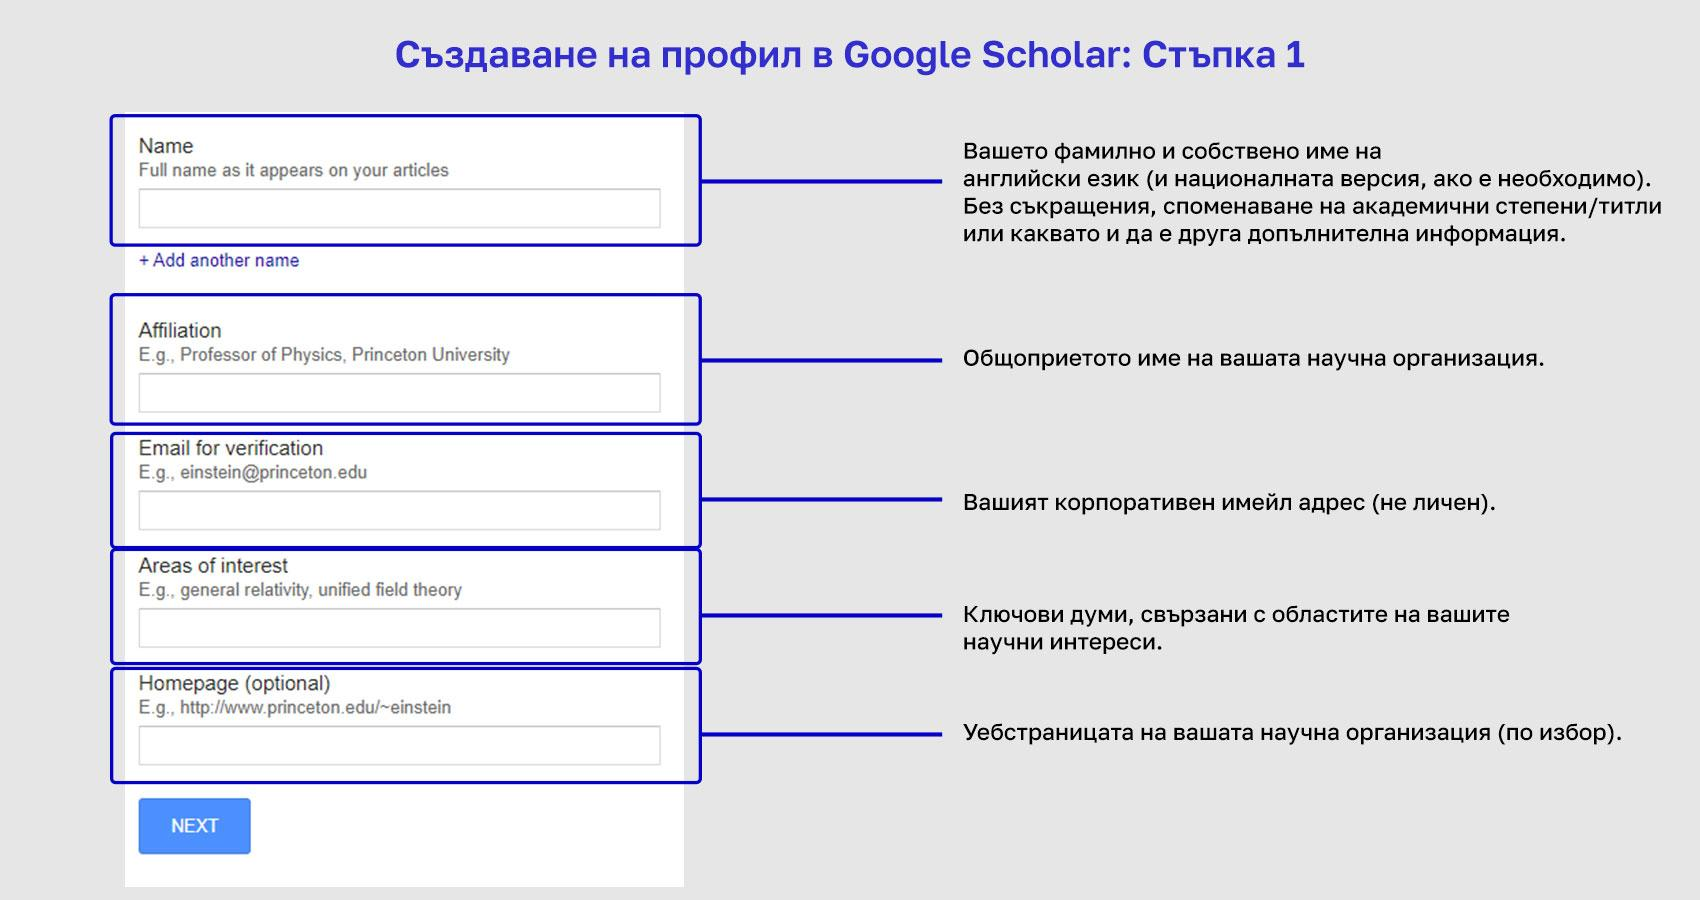 Създаване на профил в Google Scholar: Стъпка 1
Name
Full name as it appears on your articles
+ Add another name
Вашето фамилно и собствено име на
английски език (и националната версия, ако е необходимо).
Без съкращения, споменаване на академични степени/титли
или каквато и да е друга допълнителна информация.
Affiliation
E.g., Professor of Physics, Princeton University
Общоприетото име на вашата научна организация.
Email for verification
E.g., einstein@princeton.edu
Вашият корпоративен имейл адрес (не личен).
Areas of interest
E.g., general relativity, unified field theory
Ключови думи, свързани с областите на вашите
научни интереси.
Homepage (optional)
E.g., http://www.princeton.edu/~einstein
Уебстраницата на вашата научна организация (по избор).
NEXT